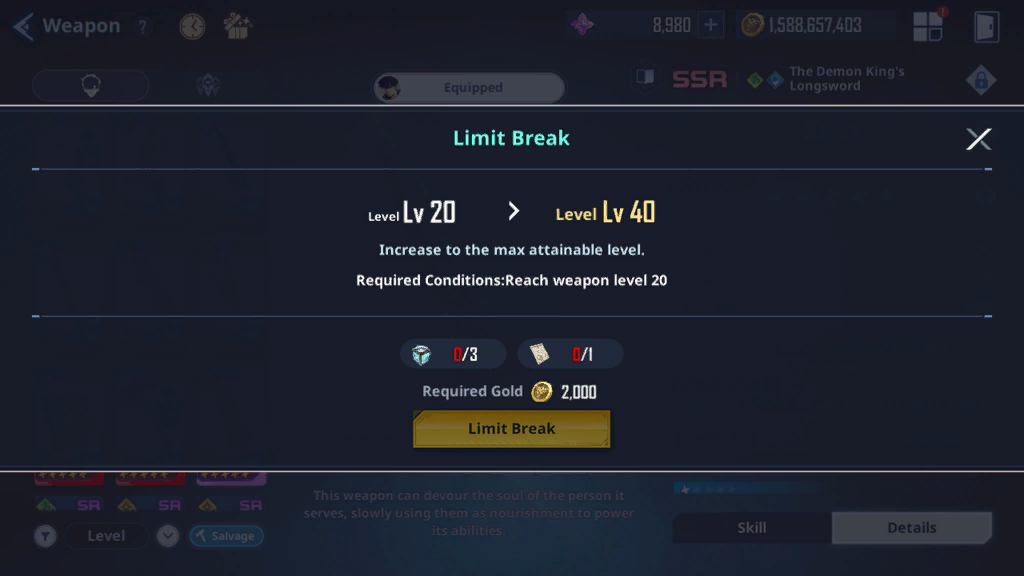 Weapon ?
8,980 +
1,588,657,403
Equipped
SSR
The Demon King's
Longsword
Limit Break
Level Lv 20 > Level Lv 40
Increase to the max attainable level.
Required Conditions:Reach weapon level 20
0/3 0/1
Required Gold 2,000
Limit Break
SR SR SR
This weapon can devour the soul of the person it
serves, slowly using them as nourishment to power
its abilities.
Level
Salvage
Skill
Details